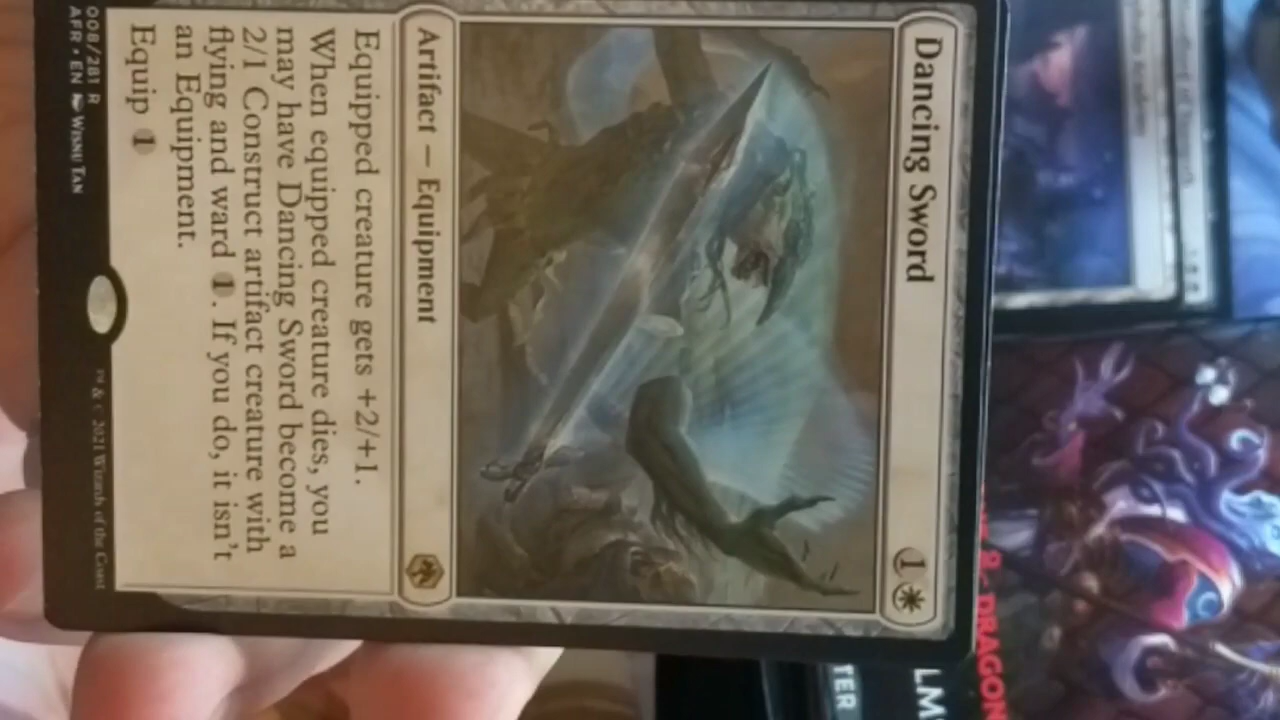 Dancing Sword 1
Artifact — Equipment
Equipped creature gets +2/+1.
When equipped creature dies, you
may have Dancing Sword become a
2/1 Construct artifact creature with
flying and ward 1. If you do, it isn't
an Equipment.
Equip 1
008/281 R
AFR • EN WISNU TAN
™ & © 2021 Wizards of the Coast
DRAGON